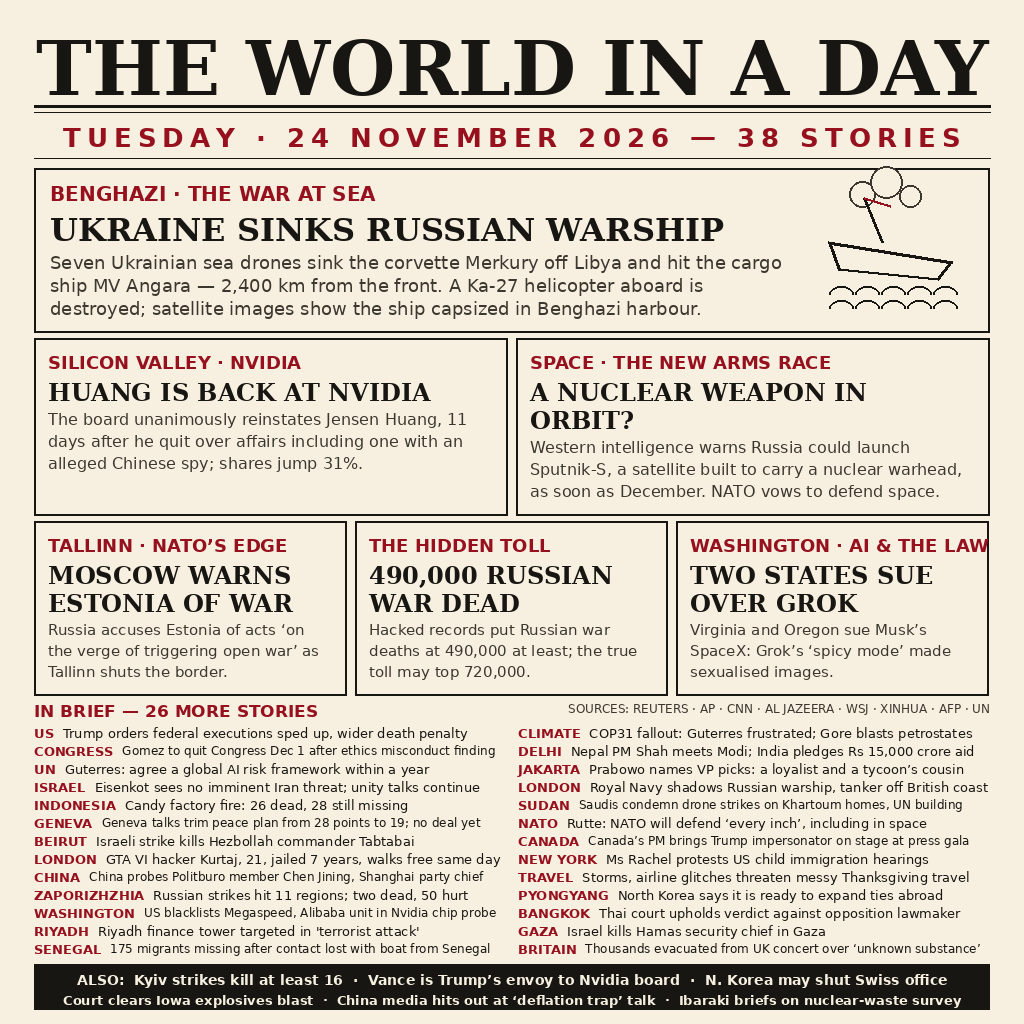 THE WORLD IN A DAY
TUESDAY · 24 NOVEMBER 2026 — 38 STORIES
BENGHAZI · THE WAR AT SEA
UKRAINE SINKS RUSSIAN WARSHIP
Seven Ukrainian sea drones sink the corvette Merkury off Libya and hit the cargo
ship MV Angara — 2,400 km from the front. A Ka-27 helicopter aboard is
destroyed; satellite images show the ship capsized in Benghazi harbour.
SILICON VALLEY · NVIDIA
HUANG IS BACK AT NVIDIA
The board unanimously reinstates Jensen Huang, 11
days after he quit over affairs including one with an
alleged Chinese spy; shares jump 31%.
SPACE · THE NEW ARMS RACE
A NUCLEAR WEAPON IN
ORBIT?
Western intelligence warns Russia could launch
Sputnik-S, a satellite built to carry a nuclear warhead,
as soon as December. NATO vows to defend space.
TALLINN · NATO’S EDGE
MOSCOW WARNS
ESTONIA OF WAR
Russia accuses Estonia of acts ‘on
the verge of triggering open war’ as
Tallinn shuts the border.
THE HIDDEN TOLL
490,000 RUSSIAN
WAR DEAD
Hacked records put Russian war
deaths at 490,000 at least; the true
toll may top 720,000.
WASHINGTON · AI & THE LAW
TWO STATES SUE
OVER GROK
Virginia and Oregon sue Musk’s
SpaceX: Grok’s ‘spicy mode’ made
sexualised images.
IN BRIEF — 26 MORE STORIES
SOURCES: REUTERS · AP · CNN · AL JAZEERA · WSJ · XINHUA · AFP · UN
US Trump orders federal executions sped up, wider death penalty
CONGRESS Gomez to quit Congress Dec 1 after ethics misconduct finding
UN Guterres: agree a global AI risk framework within a year
ISRAEL Eisenkot sees no imminent Iran threat; unity talks continue
INDONESIA Candy factory fire: 26 dead, 28 still missing
GENEVA Geneva talks trim peace plan from 28 points to 19; no deal yet
BEIRUT Israeli strike kills Hezbollah commander Tabtabai
LONDON GTA VI hacker Kurtaj, 21, jailed 7 years, walks free same day
CHINA China probes Politburo member Chen Jining, Shanghai party chief
ZAPORIZHZHIA Russian strikes hit 11 regions; two dead, 50 hurt
WASHINGTON US blacklists Megaspeed, Alibaba unit in Nvidia chip probe
RIYADH Riyadh finance tower targeted in 'terrorist attack'
SENEGAL 175 migrants missing after contact lost with boat from Senegal
CLIMATE COP31 fallout: Guterres frustrated; Gore blasts petrostates
DELHI Nepal PM Shah meets Modi; India pledges Rs 15,000 crore aid
JAKARTA Prabowo names VP picks: a loyalist and a tycoon’s cousin
LONDON Royal Navy shadows Russian warship, tanker off British coast
SUDAN Saudis condemn drone strikes on Khartoum homes, UN building
NATO Rutte: NATO will defend ‘every inch’, including in space
CANADA Canada’s PM brings Trump impersonator on stage at press gala
NEW YORK Ms Rachel protests US child immigration hearings
TRAVEL Storms, airline glitches threaten messy Thanksgiving travel
PYONGYANG North Korea says it is ready to expand ties abroad
BANGKOK Thai court upholds verdict against opposition lawmaker
GAZA Israel kills Hamas security chief in Gaza
BRITAIN Thousands evacuated from UK concert over ‘unknown substance’
ALSO: Kyiv strikes kill at least 16 · Vance is Trump’s envoy to Nvidia board · N. Korea may shut Swiss office
Court clears Iowa explosives blast · China media hits out at ‘deflation trap’ talk · Ibaraki briefs on nuclear-waste survey